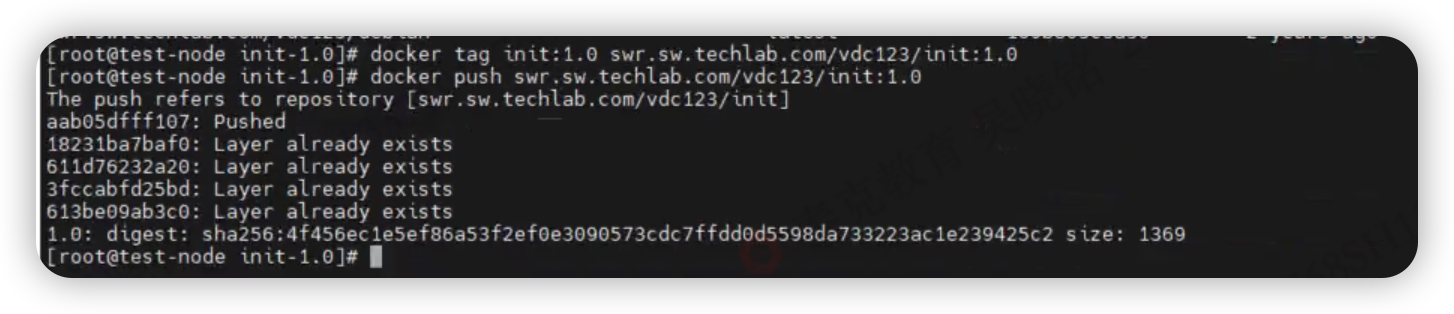 [root@test-node init-1.0]# docker tag init:1.0 swr.sw.techlab.com/vdc123/init:1.0
[root@test-node init-1.0]# docker push swr.sw.techlab.com/vdc123/init:1.0
The push refers to repository [swr.sw.techlab.com/vdc123/init]
aab05dfff107: Pushed
18231ba7baf0: Layer already exists
611d76232a20: Layer already exists
3fccabfd25bd: Layer already exists
613be09ab3c0: Layer already exists
1.0: digest: sha256:4f456ec1e5ef86a53f2ef0e3090573cdc7ffdd0d5598da733223ac1e239425c2 size: 1369
[root@test-node init-1.0]#